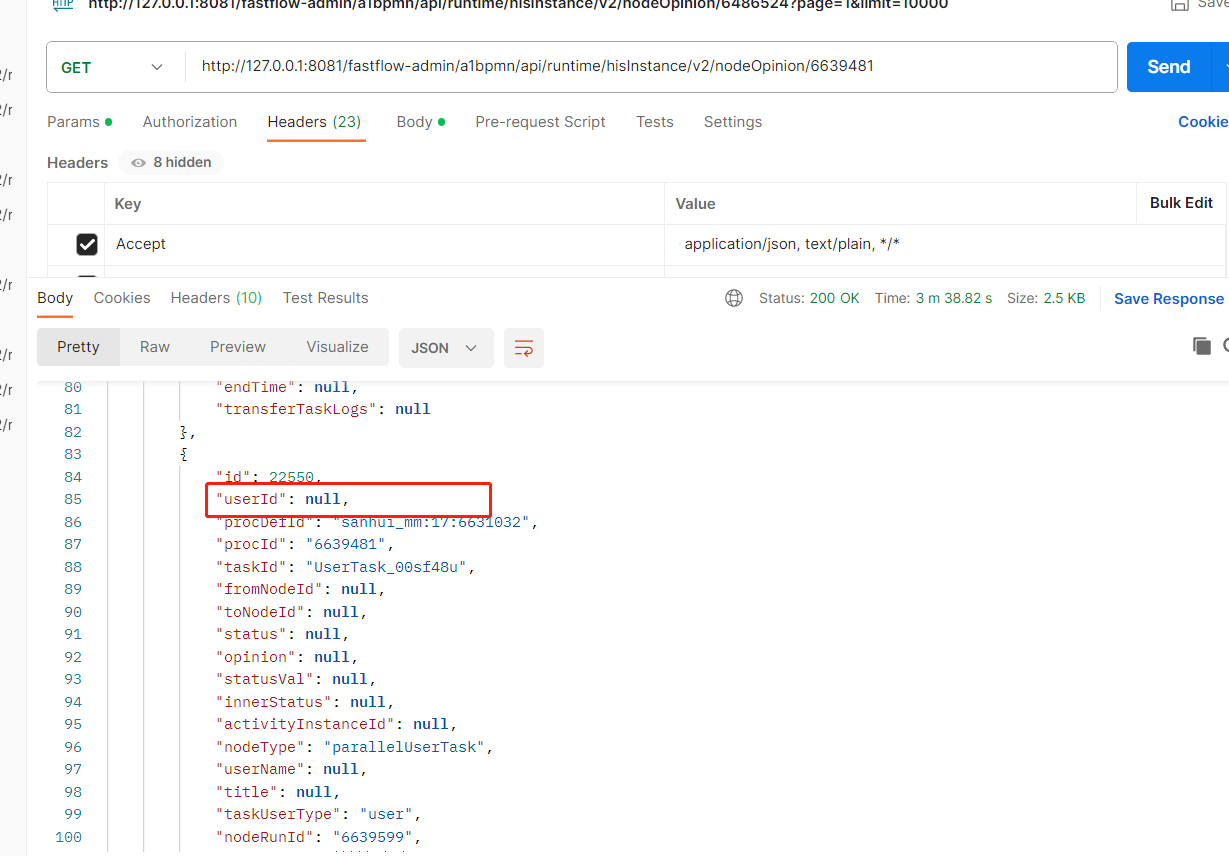 HTTP http://127.0.0.1:8081/fastflow-admin/a1bpmn/api/runtime/hisInstance/v2/nodeOpinion/6486524?page=1&limit=10000 Save
GET http://127.0.0.1:8081/fastflow-admin/a1bpmn/api/runtime/hisInstance/v2/nodeOpinion/6639481 Send
Params Authorization Headers (23) Body Pre-request Script Tests Settings Cookie
Headers 8 hidden
Key Value Bulk Edit
Accept application/json, text/plain, */*
Body Cookies Headers (10) Test Results Status: 200 OK Time: 3 m 38.82 s Size: 2.5 KB Save Response
Pretty Raw Preview Visualize JSON
80 "endTime": null,
81 "transferTaskLogs": null
82 },
83 {
84 "id": 22550,
85 "userId": null,
86 "procDefId": "sanhui_mm:17:6631032",
87 "procId": "6639481",
88 "taskId": "UserTask_00sf48u",
89 "fromNodeId": null,
90 "toNodeId": null,
91 "status": null,
92 "opinion": null,
93 "statusVal": null,
94 "innerStatus": null,
95 "activityInstanceId": null,
96 "nodeType": "parallelUserTask",
97 "userName": null,
98 "title": null,
99 "taskUserType": "user",
100 "nodeRunId": "6639599",